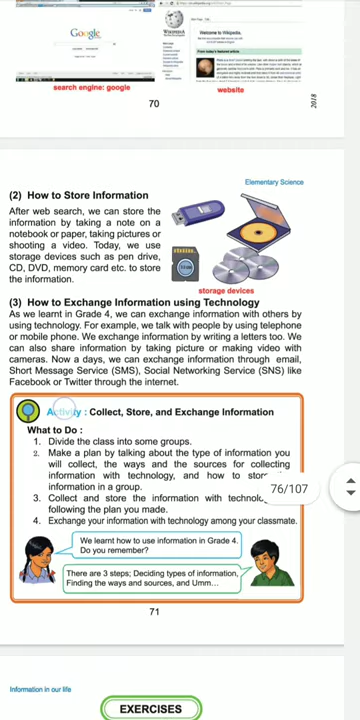 Google
WIKIPEDIA
Welcome to Wikipedia,
search engine: google
website
70
2018
Elementary Science
(2) How to Store Information
After web search, we can store the
information by taking a note on a
notebook or paper, taking pictures or
shooting a video. Today, we use
storage devices such as pen drive,
CD, DVD, memory card etc. to store
the information.
storage devices
(3) How to Exchange Information using Technology
As we learnt in Grade 4, we can exchange information with others by
using technology. For example, we talk with people by using telephone
or mobile phone. We exchange information by writing a letters too. We
can also share information by taking picture or making video with
cameras. Now a days, we can exchange information through email,
Short Message Service (SMS), Social Networking Service (SNS) like
Facebook or Twitter through the internet.
Activity : Collect, Store, and Exchange Information
What to Do :
1. Divide the class into some groups.
2. Make a plan by talking about the type of information you
will collect, the ways and the sources for collecting
information with technology, and how to stor
information in a group.
3. Collect and store the information with technolo
following the plan you made.
76/107
4. Exchange your information with technology among your classmate.
We learnt how to use information in Grade 4.
Do you remember?
There are 3 steps; Deciding types of information,
Finding the ways and sources, and Umm...
71
Information in our life
EXERCISES